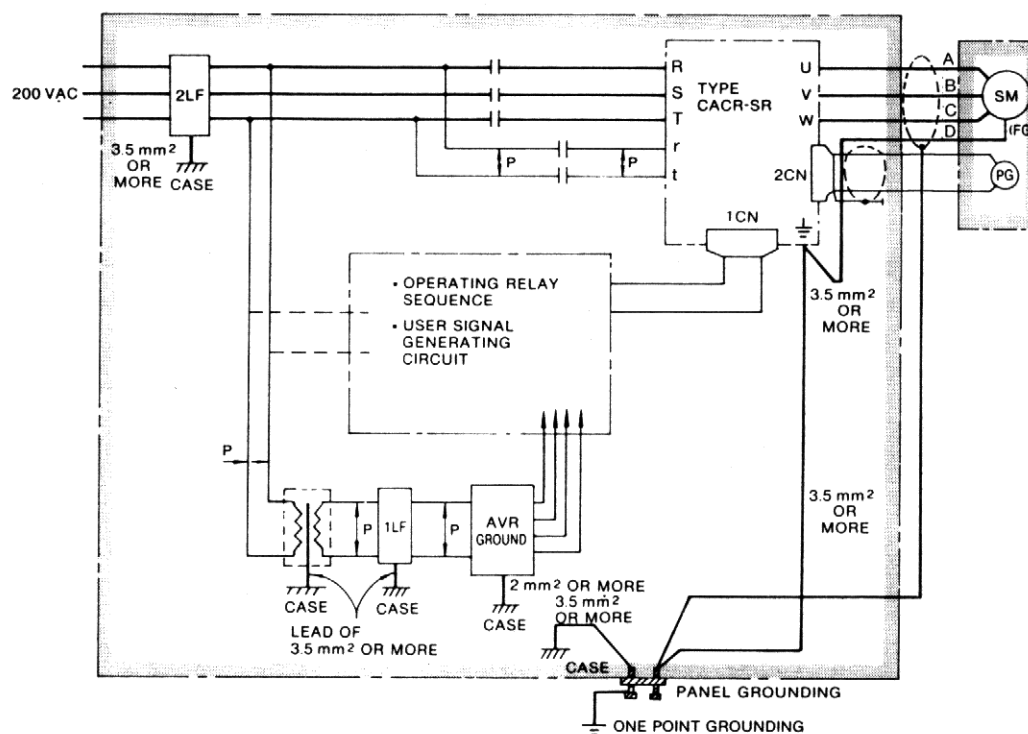 200 VAC
2LF
3.5 mm²
OR
MORE
CASE
R
S
T
r
t
P
P
TYPE
CACR-SR
U
V
W
2CN
1CN
A
B
C
D
SM
(FG
PG
• OPERATING RELAY
SEQUENCE
• USER SIGNAL
GENERATING
CIRCUIT
3.5 mm²
OR
MORE
P
P
1LF
P
AVR
GROUND
3.5 mm²
OR
MORE
CASE
CASE
CASE
LEAD OF
3.5 mm² OR MORE
2 mm² OR MORE
3.5 mm²
OR MORE
CASE
PANEL GROUNDING
ONE POINT GROUNDING